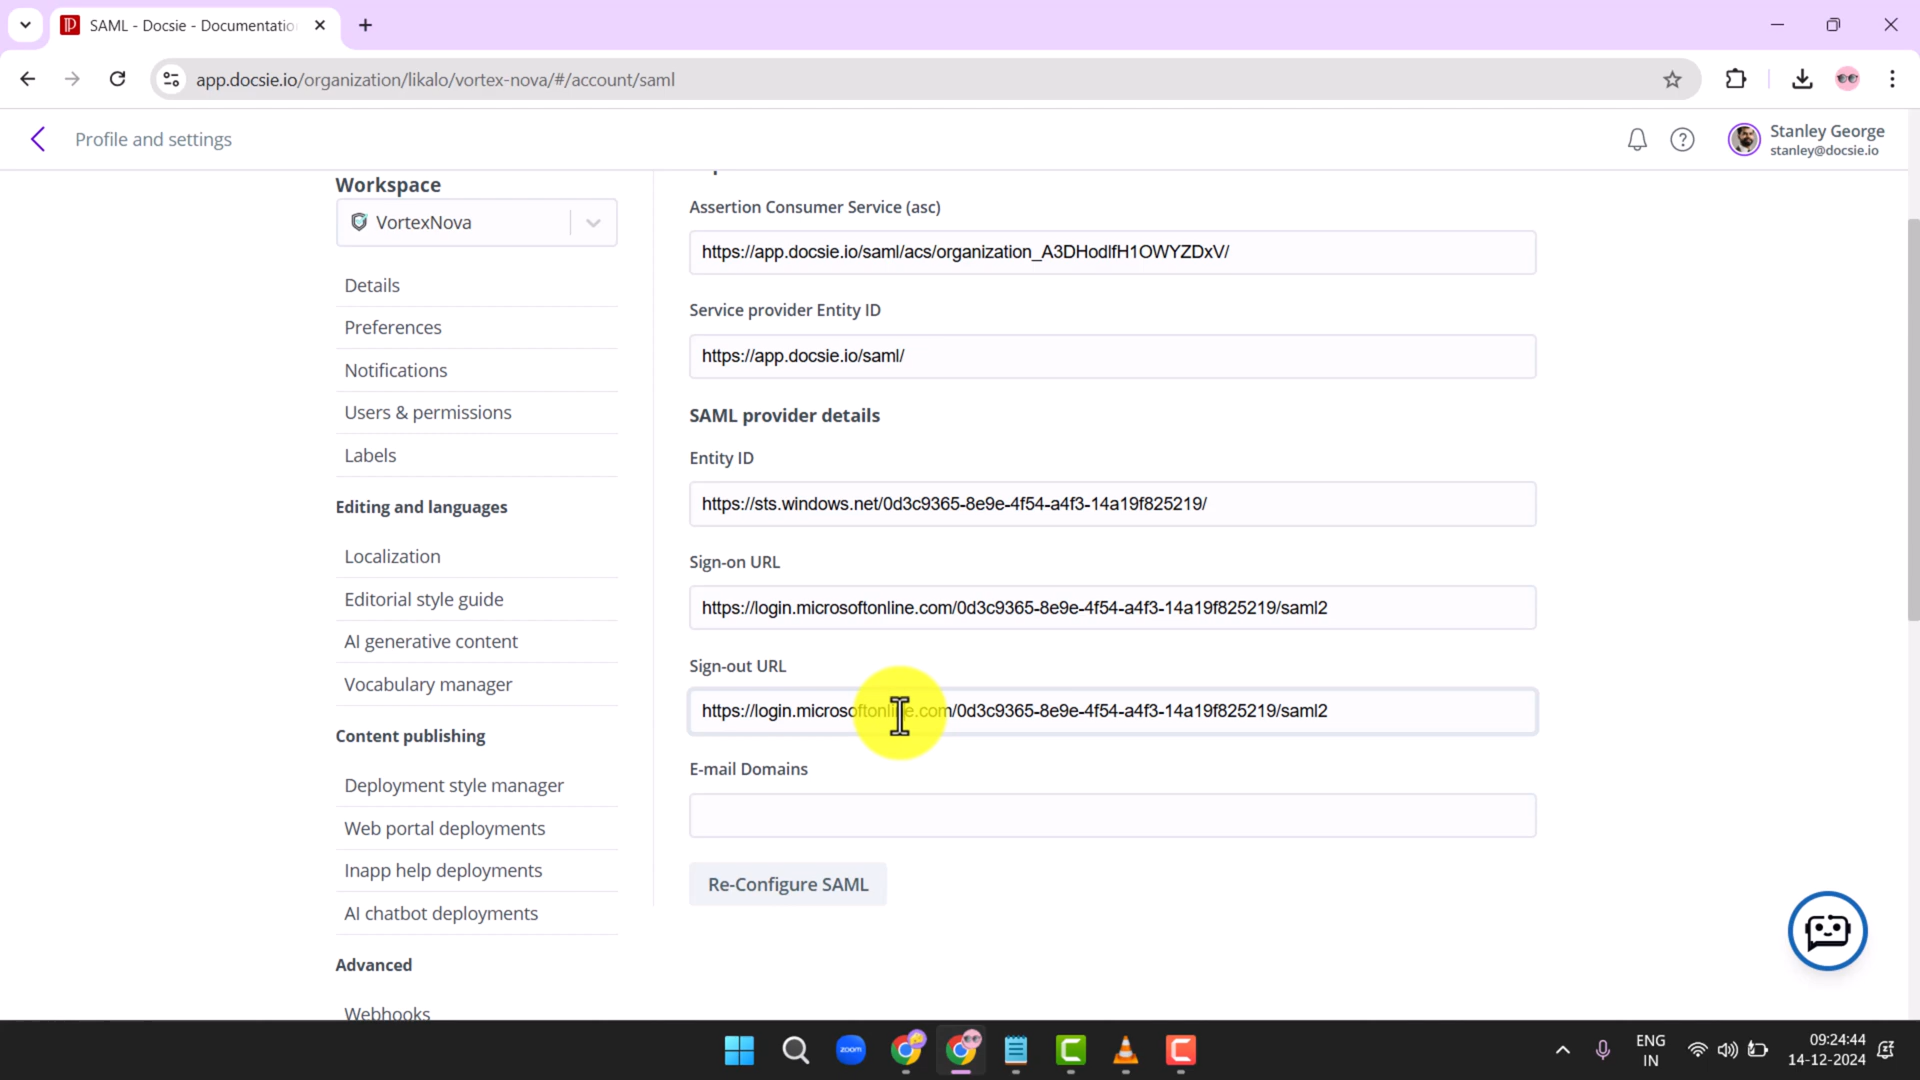 SAML - Docsie - Documentatio
app.docsie.io/organization/likalo/vortex-nova/#/account/saml
Profile and settings
Stanley George
stanley@docsie.io
Workspace
VortexNova
Details
Preferences
Notifications
Users & permissions
Labels
Editing and languages
Localization
Editorial style guide
AI generative content
Vocabulary manager
Content publishing
Deployment style manager
Web portal deployments
Inapp help deployments
AI chatbot deployments
Advanced
Webhooks
Assertion Consumer Service (asc)
https://app.docsie.io/saml/acs/organization_A3DHodlfH1OWYZDxV/
Service provider Entity ID
https://app.docsie.io/saml/
SAML provider details
Entity ID
https://sts.windows.net/0d3c9365-8e9e-4f54-a4f3-14a19f825219/
Sign-on URL
https://login.microsoftonline.com/0d3c9365-8e9e-4f54-a4f3-14a19f825219/saml2
Sign-out URL
https://login.microsoftonline.com/0d3c9365-8e9e-4f54-a4f3-14a19f825219/saml2
E-mail Domains
Re-Configure SAML
zoom
ENG
IN
09:24:44
14-12-2024